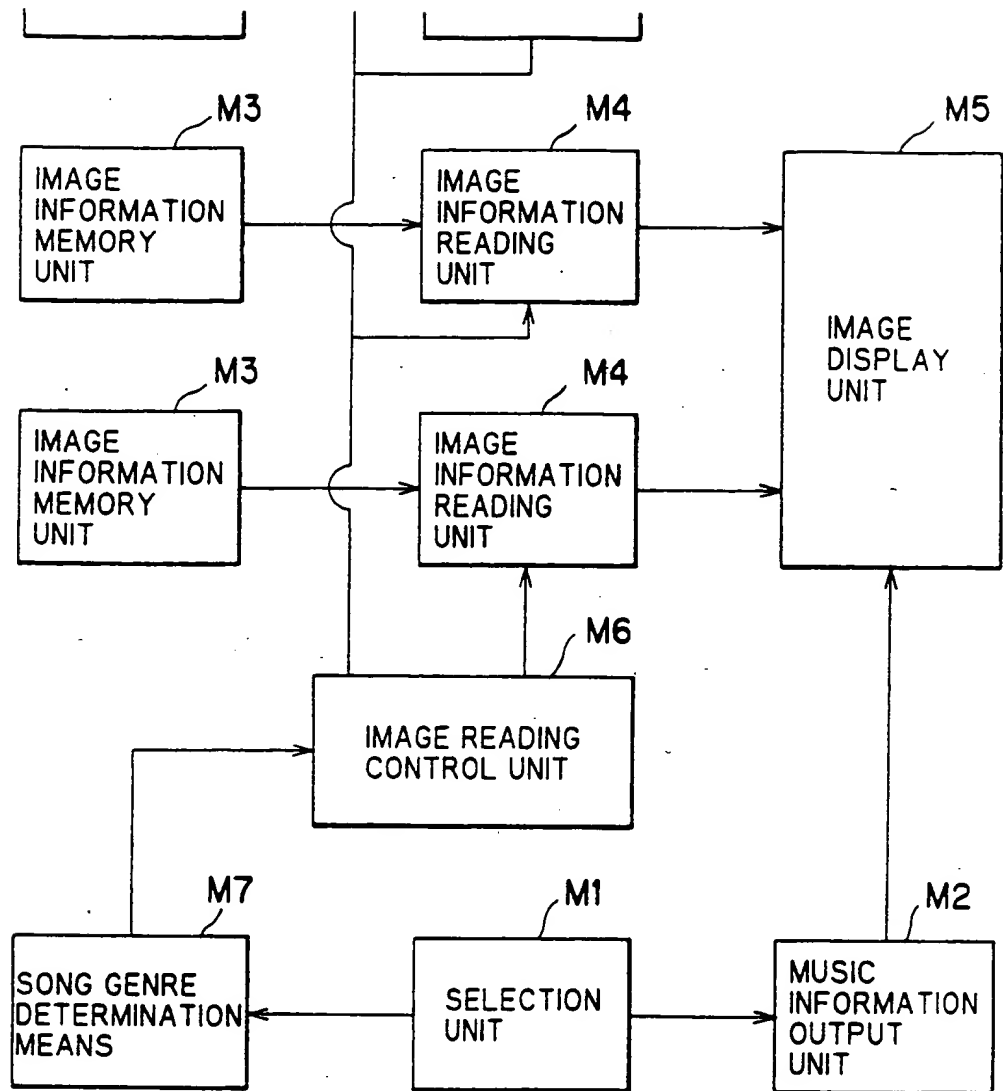 M3
M4
M5
IMAGE
INFORMATION
MEMORY
UNIT
IMAGE
INFORMATION
READING
UNIT
IMAGE
DISPLAY
UNIT
M3
M4
IMAGE
INFORMATION
MEMORY
UNIT
IMAGE
INFORMATION
READING
UNIT
M6
IMAGE READING
CONTROL UNIT
M7
M1
M2
SONG GENRE
DETERMINATION
MEANS
SELECTION
UNIT
MUSIC
INFORMATION
OUTPUT
UNIT